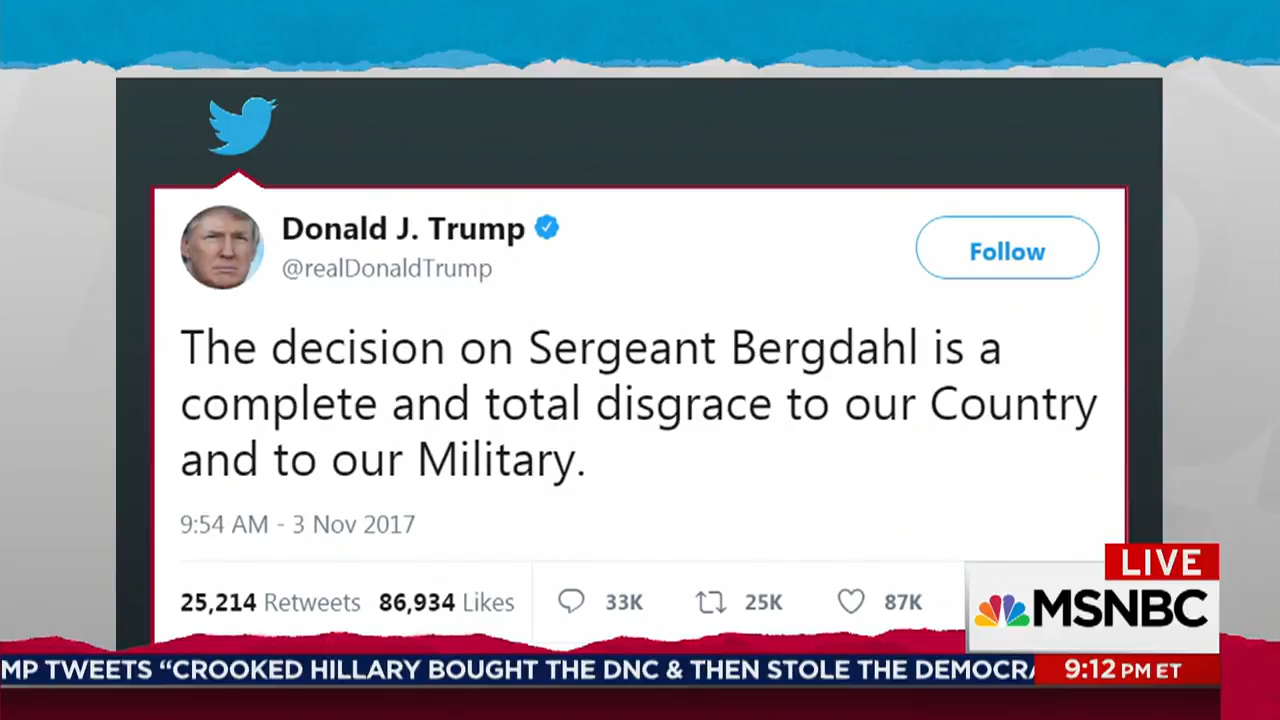 Donald J. Trump
@realDonaldTrump
Follow
The decision on Sergeant Bergdahl is a
complete and total disgrace to our Country
and to our Military.
9:54 AM - 3 Nov 2017
25,214 Retweets 86,934 Likes 33K 25K 87K
LIVE
MSNBC
MP TWEETS “CROOKED HILLARY BOUGHT THE DNC & THEN STOLE THE DEMOCRA
9:12 PM ET